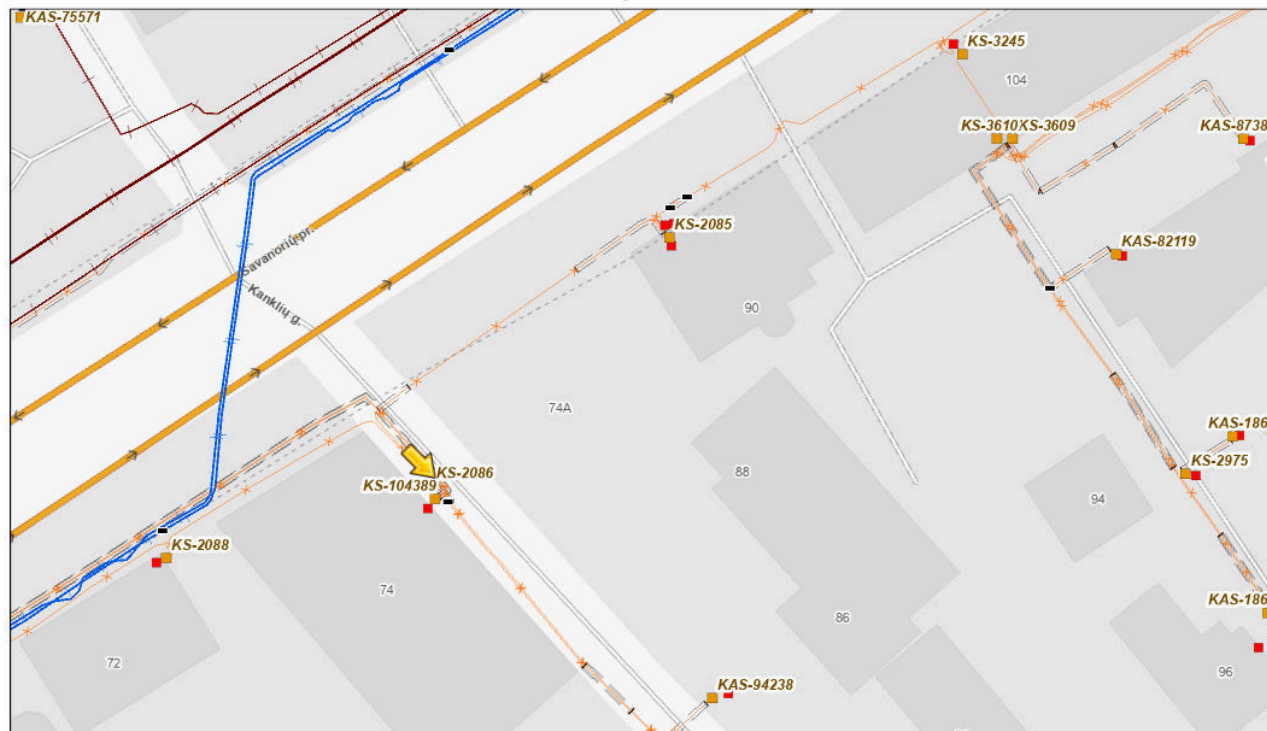 KAS-75571
KS-3245
104
KS-3610
KS-3609
KAS-8738
KS-2085
KAS-82119
Savanorių pr.
Kanklių g.
90
74A
KAS-186
KS-2086
KS-104389
88
KS-2975
94
KS-2088
74
KAS-186
86
72
96
KAS-94238